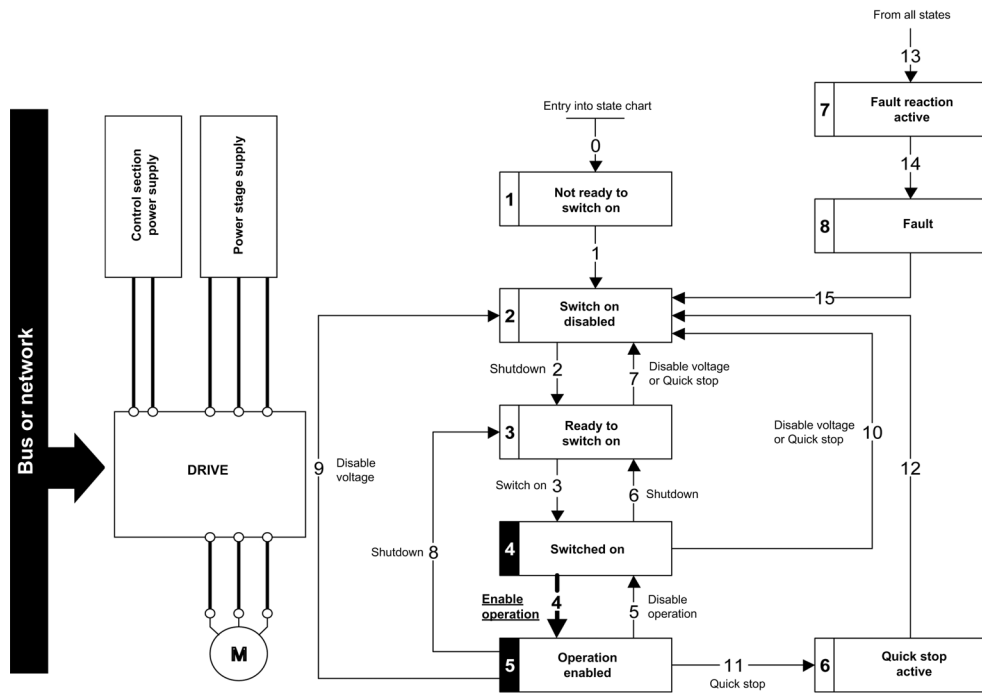 From all states
13
7
Fault reaction
active
14
8
Fault
15
Entry into state chart
0
1
Not ready to
switch on
1
2
Switch on
disabled
Shutdown
2
7
Disable voltage
or Quick stop
3
Ready to
switch on
Switch on
3
6
Shutdown
4
Switched on
Enable
operation
4
5
Disable
operation
5
Operation
enabled
11
Quick stop
6
Quick stop
active
Disable voltage
or Quick stop
10
12
9
Disable
voltage
Shutdown
8
Bus or network
Control section
power supply
Power stage supply
DRIVE
M